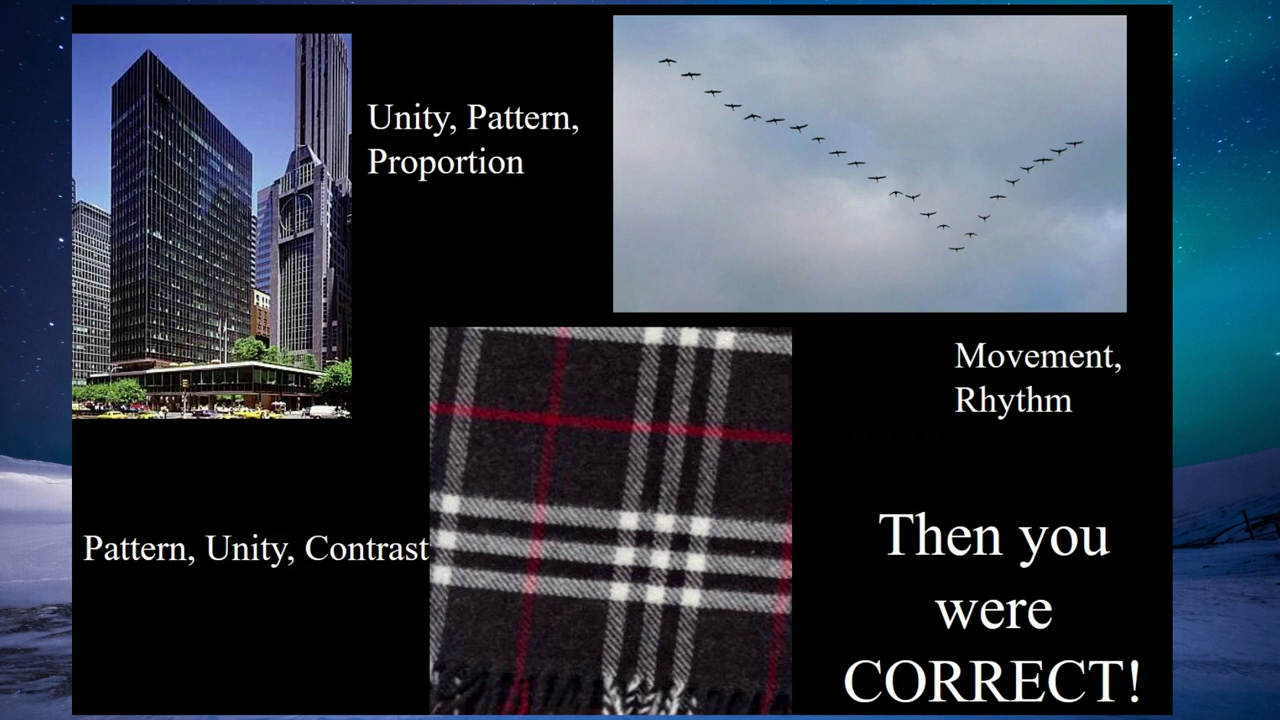 Unity, Pattern,
Proportion
Movement,
Rhythm
Pattern, Unity, Contrast
Then you
were
CORRECT!